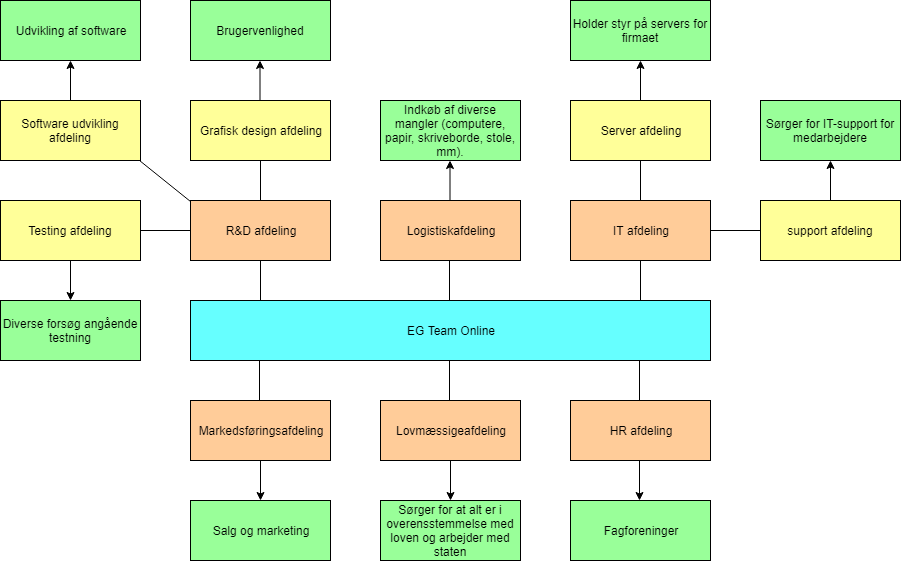 Udvikling af software
Brugervenlighed
Holder styr på servers for
firmaet
Software udvikling
afdeling
Grafisk design afdeling
Indkøb af diverse
mangler (computere,
papir, skriveborde, stole,
mm).
Server afdeling
Sørger for IT-support for
medarbejdere
Testing afdeling
R&D afdeling
Logistiskafdeling
IT afdeling
support afdeling
Diverse forsøg angående
testning
EG Team Online
Markedsføringsafdeling
Lovmæssigeafdeling
HR afdeling
Salg og marketing
Sørger for at alt er i
overensstemmelse med
loven og arbejder med
staten
Fagforeninger